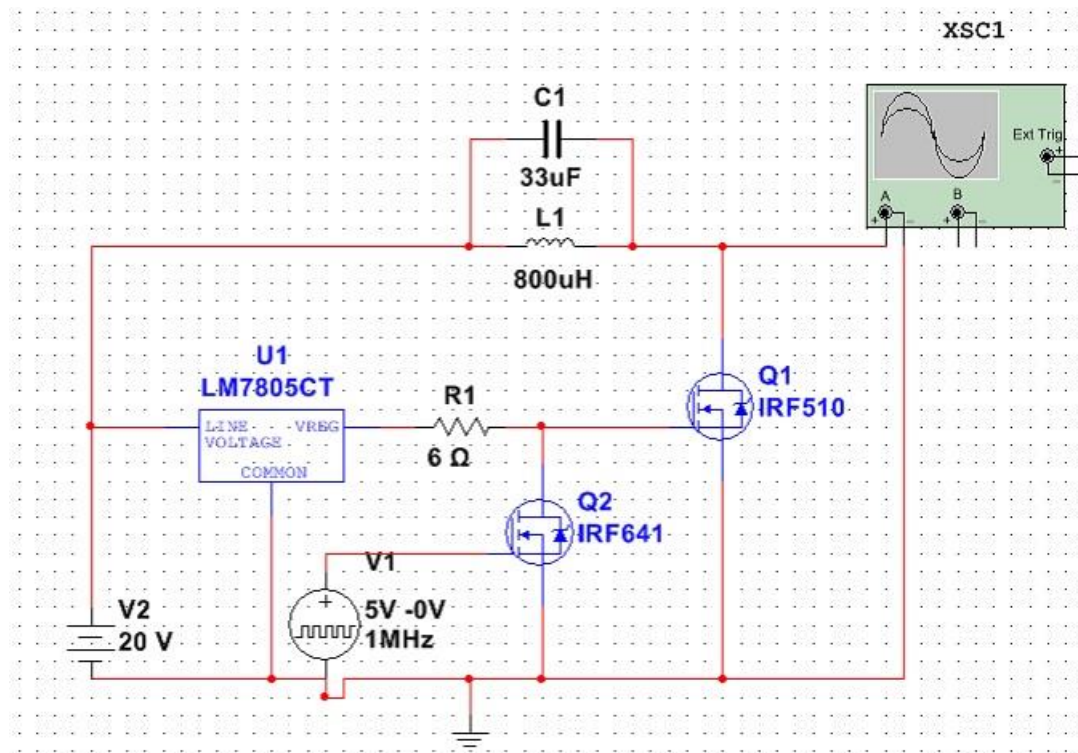 XSC1
C1
33uF
Ext Trig
+
-
A
B
+ -
+ -
L1
800uH
U1
LM7805CT
LINE VREG
VOLTAGE
COMMON
R1
6 Ω
Q1
IRF510
Q2
IRF641
V1
+
5V -0V
1MHz
V2
20 V